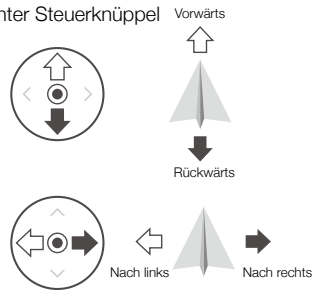 nter Steuerknüppel
Vorwärts
Rückwärts
Nach links
Nach rechts